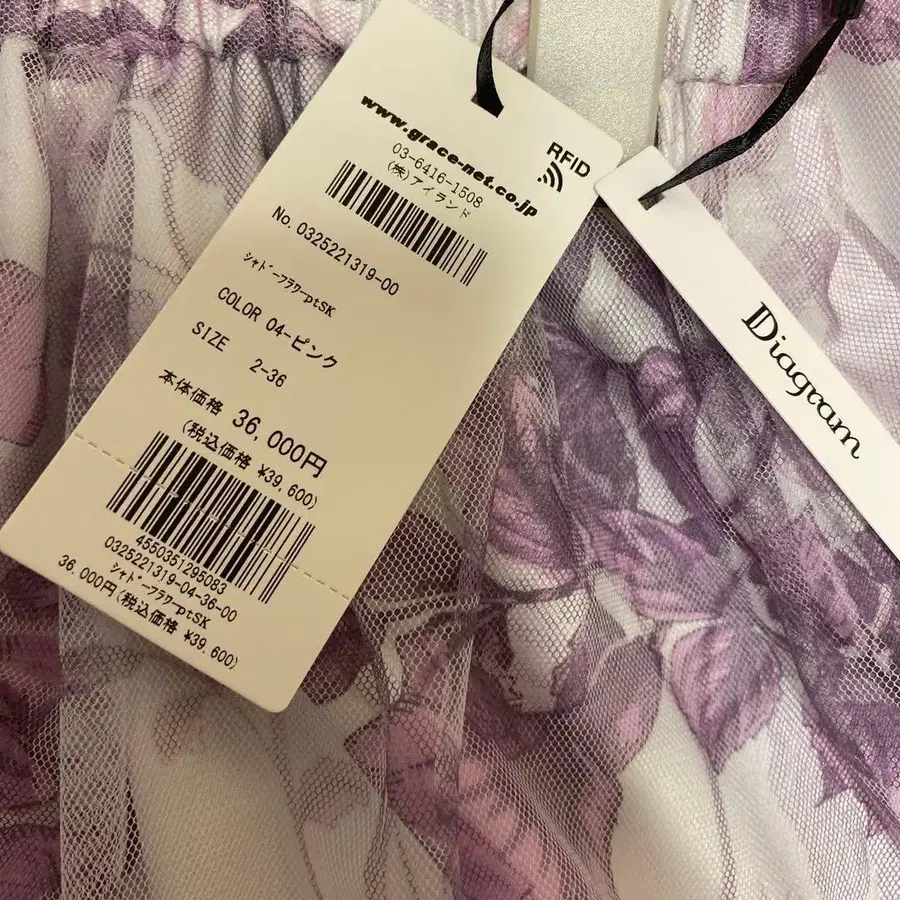 www.grace-net.co.jp
03-6416-1508
(株)アイランド
RFID
No. 0325221319-00
ｼｬﾄﾞｰﾌﾗﾜｰptSK
COLOR 04-ピンク
SIZE 2-36
本体価格 36,000円
(税込価格 ¥39,600)
4550351295083
0325221319-04-36-00
ｼｬﾄﾞｰﾌﾗﾜｰptSK
36,000円(税込価格 ¥39,600)
Diagram